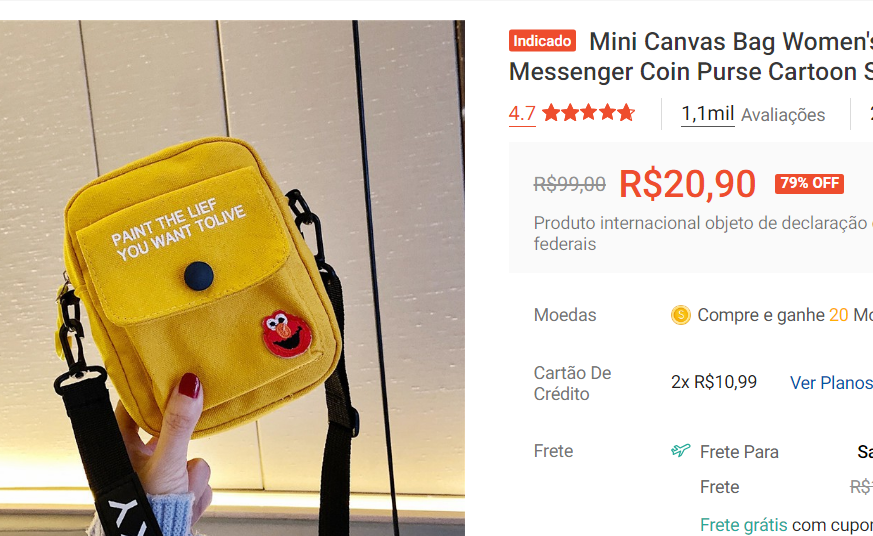 Indicado Mini Canvas Bag Women's
Messenger Coin Purse Cartoon S
4.7 1,1mil Avaliações
R$99,00 R$20,90 79% OFF
Produto internacional objeto de declaração
federais
Moedas Compre e ganhe 20 Mo
Cartão De
Crédito
2x R$10,99 Ver Planos
Frete Frete Para Sa
Frete R$
Frete grátis com cupo
PAINT THE LIEF
YOU WANT TOLIVE